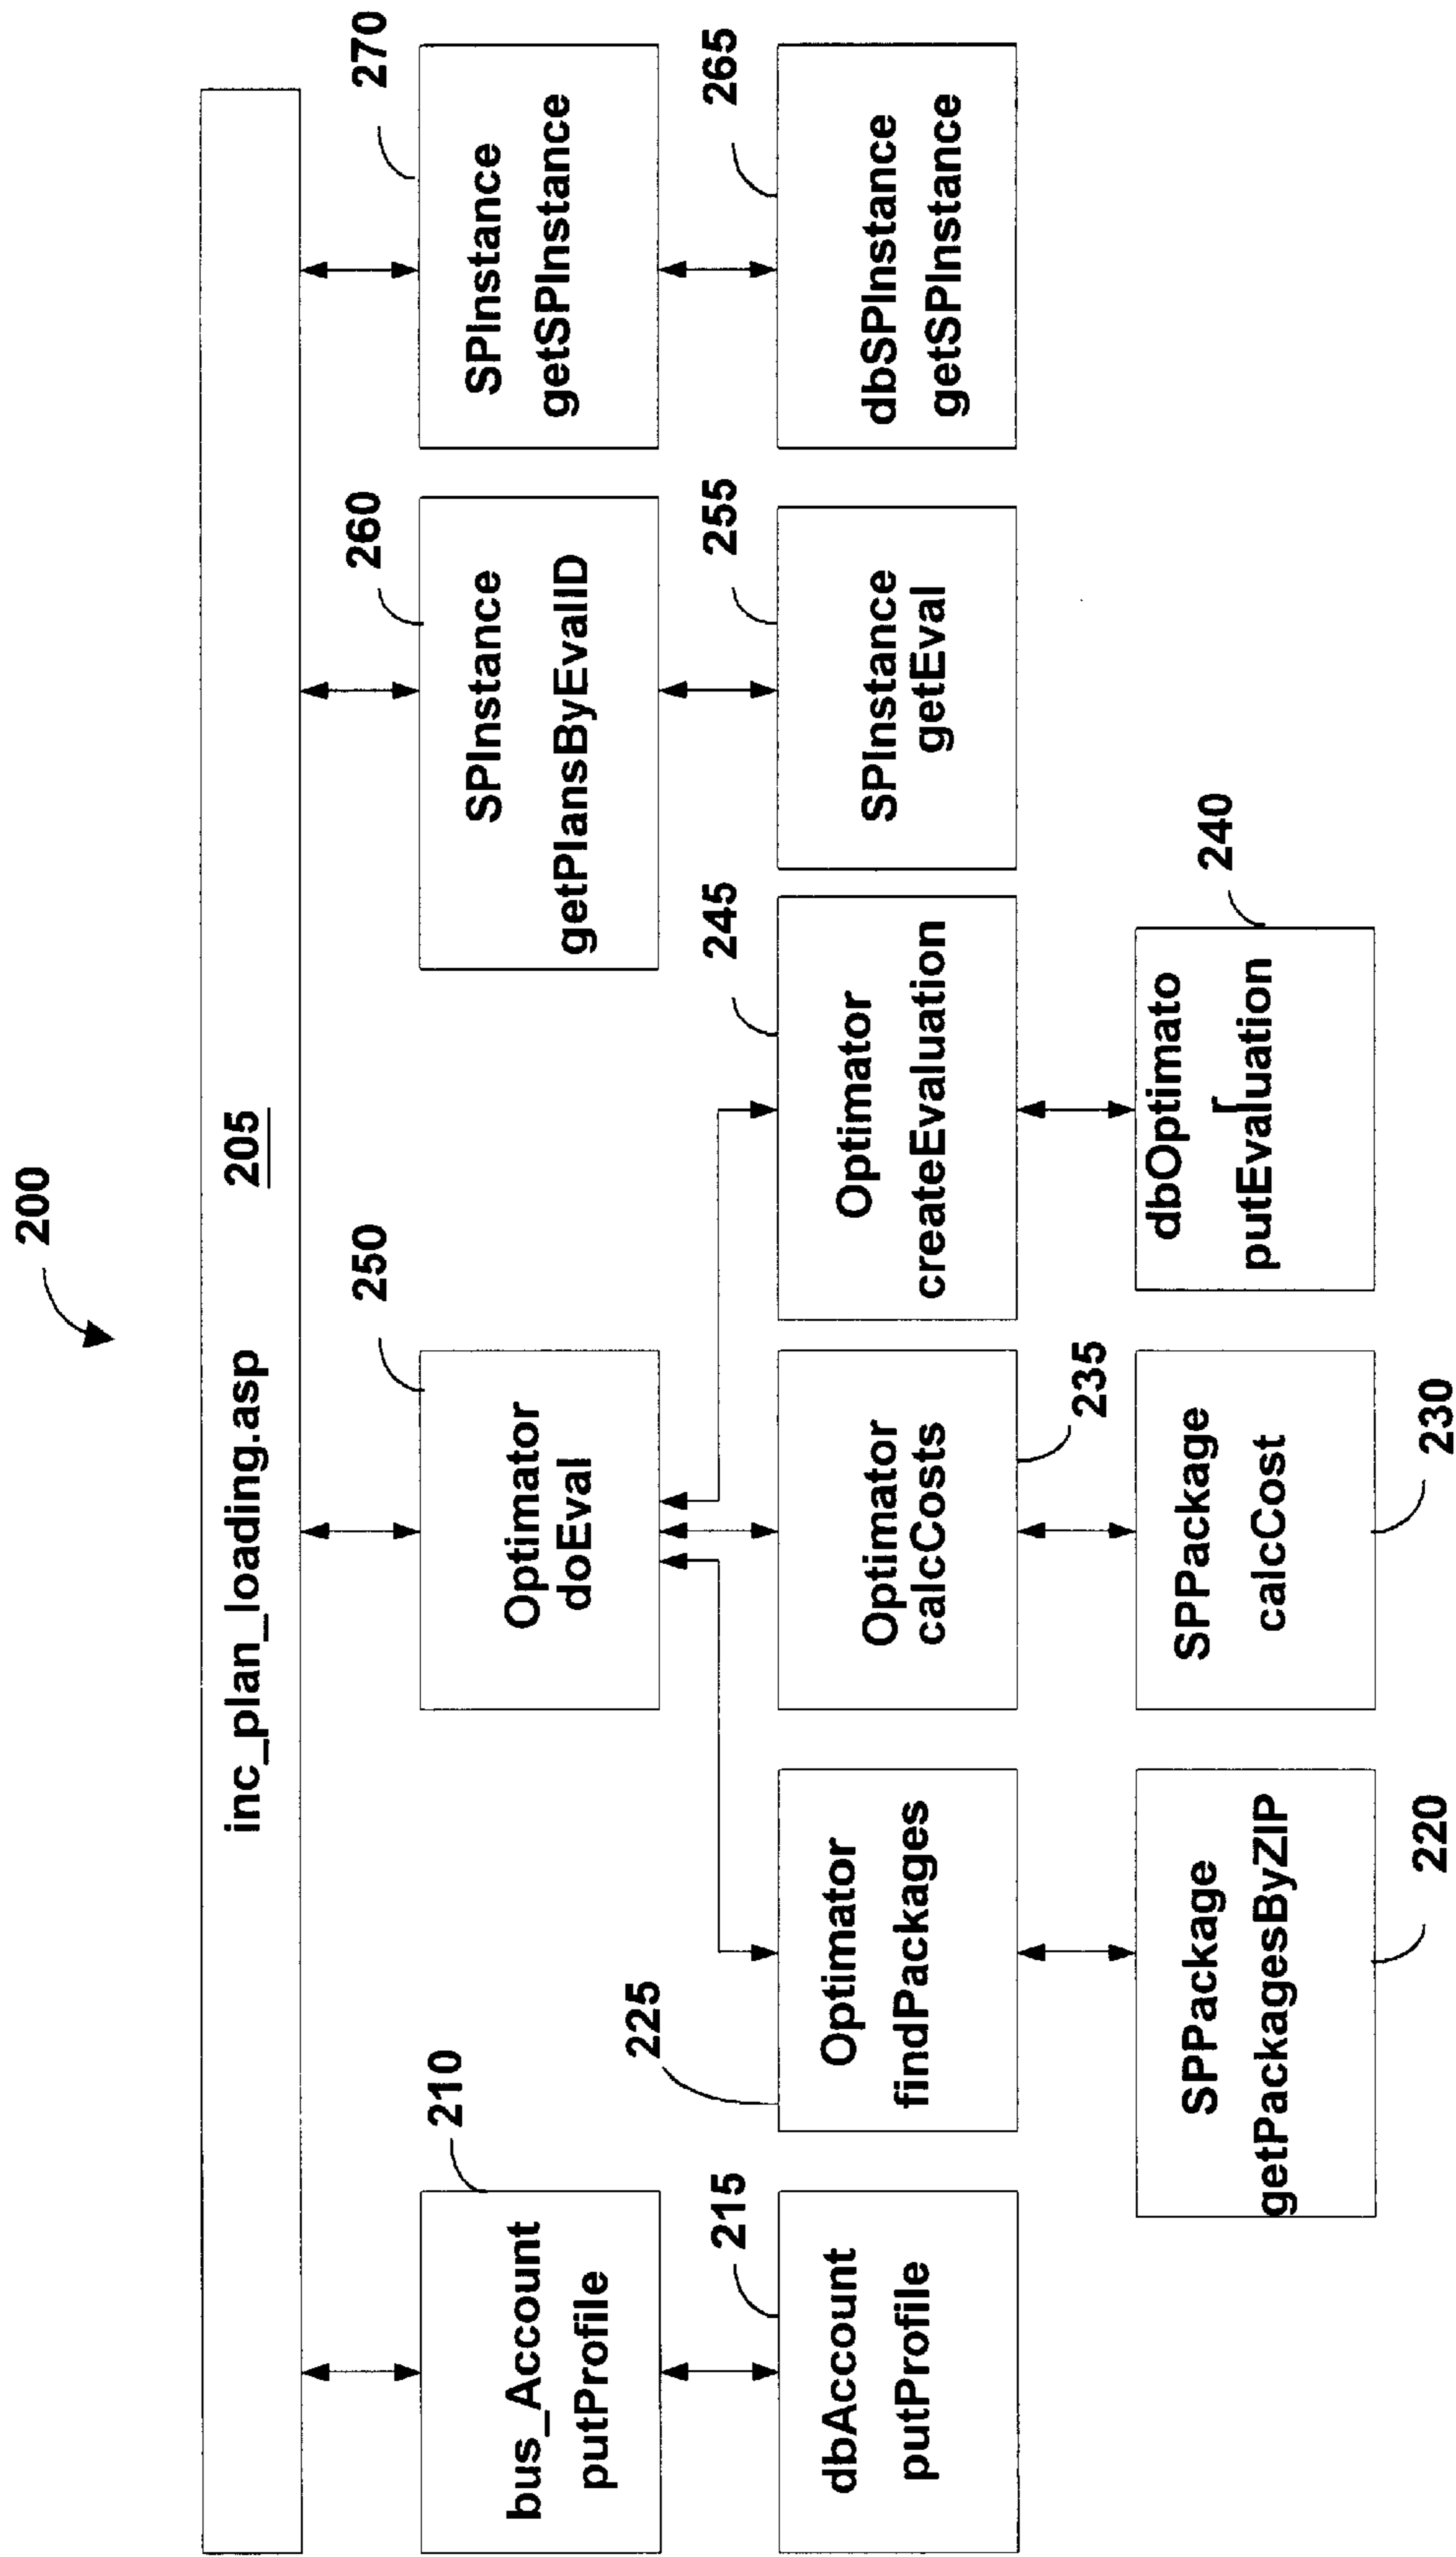 200
inc_plan_loading.asp 205
210
bus_Account
putProfile
250
Optimator
doEval
260
SPInstance
getPlansByEvalID
270
SPInstance
getSPInstance
215
dbAccount
putProfile
225
Optimator
findPackages
Optimator
calcCosts
235
245
Optimator
createEvaluation
255
SPInstance
getEval
265
dbSPInstance
getSPInstance
SPPackage
getPackagesByZIP
220
SPPackage
calcCost
230
240
dbOptimato
r
putEvaluation